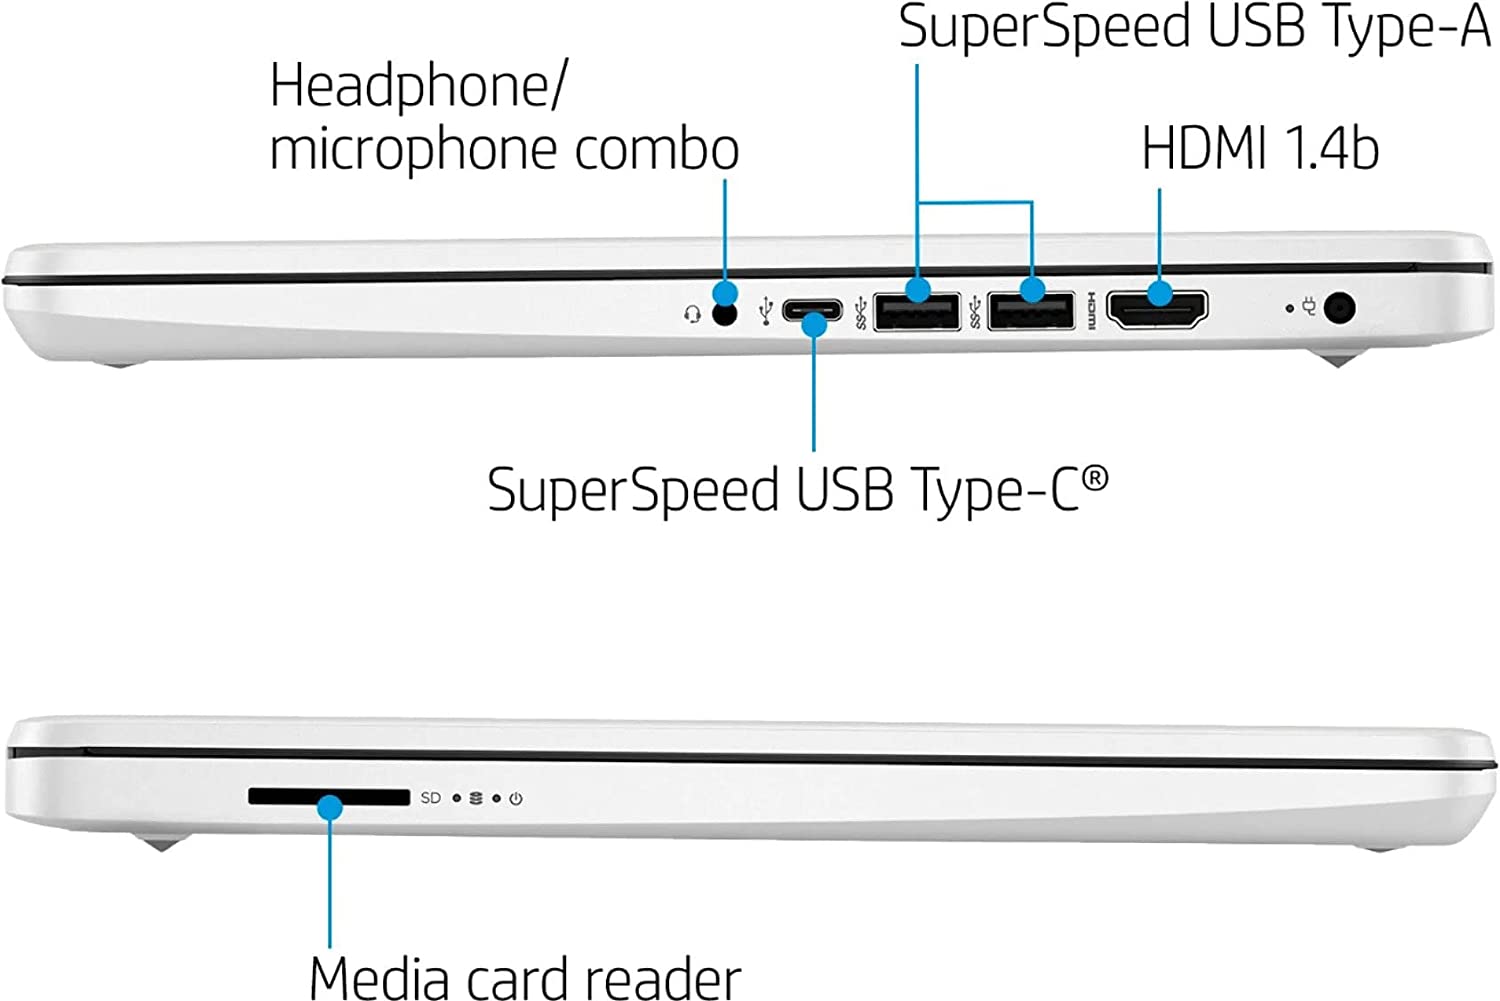 SuperSpeed USB Type-A
Headphone/
microphone combo
HDMI 1.4b
SS
SS
HDMI
SuperSpeed USB Type-C®
SD
Media card reader